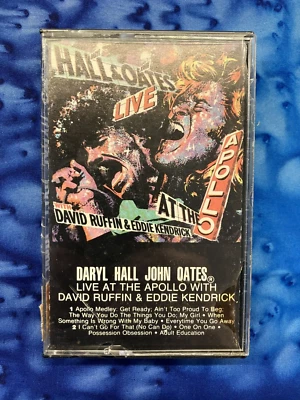 HALL & OATES
LIVE
AT THE
APOLLO
DAVID RUFFIN & EDDIE KENDRICK
DARYL HALL JOHN OATES®
LIVE AT THE APOLLO WITH
DAVID RUFFIN & EDDIE KENDRICK
1 Apollo Medley: Get Ready; Ain't Too Proud To Beg;
The Way You Do The Things You Do; My Girl • When
Something Is Wrong With My Baby • Everytime You Go Away
2 I Can't Go For That (No Can Do) • One On One •
Possession Obsession • Adult Education